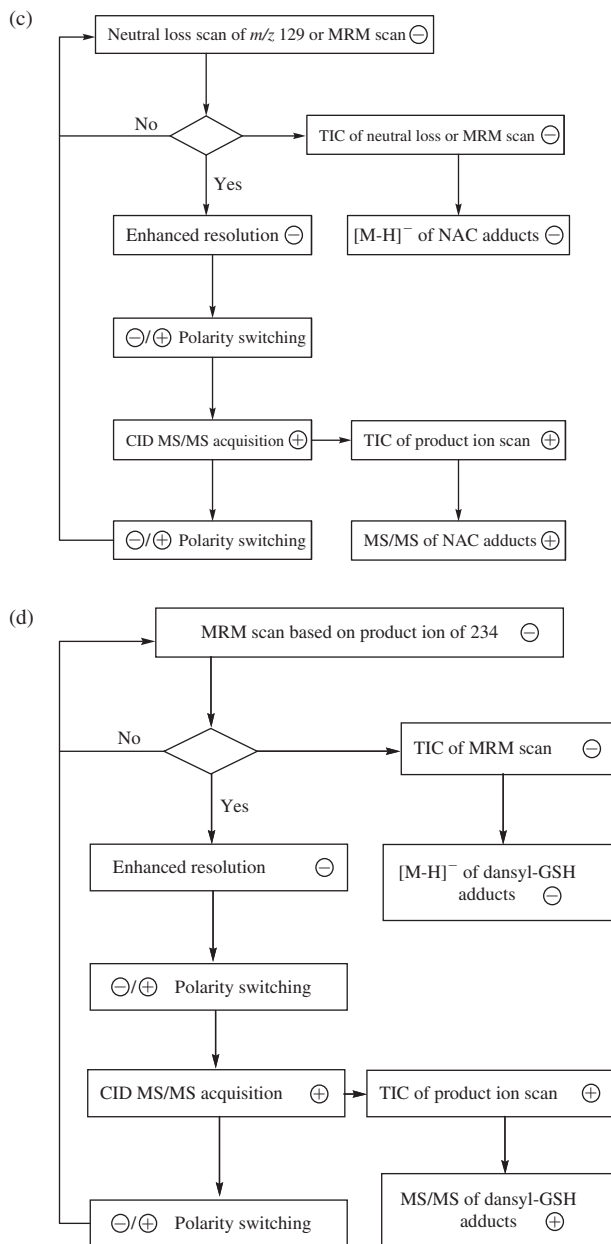 (c)
Neutral loss scan of m/z 129 or MRM scan ⊖
No
TIC of neutral loss or MRM scan ⊖
Yes
Enhanced resolution ⊖
[M-H]⁻ of NAC adducts ⊖
⊖/⊕ Polarity switching
CID MS/MS acquisition ⊕
TIC of product ion scan ⊕
⊖/⊕ Polarity switching
MS/MS of NAC adducts ⊕
(d)
MRM scan based on product ion of 234 ⊖
No
TIC of MRM scan ⊖
Yes
Enhanced resolution ⊖
[M-H]⁻ of dansyl-GSH
adducts ⊖
⊖/⊕ Polarity switching
CID MS/MS acquisition ⊕
TIC of product ion scan ⊕
⊖/⊕ Polarity switching
MS/MS of dansyl-GSH
adducts ⊕